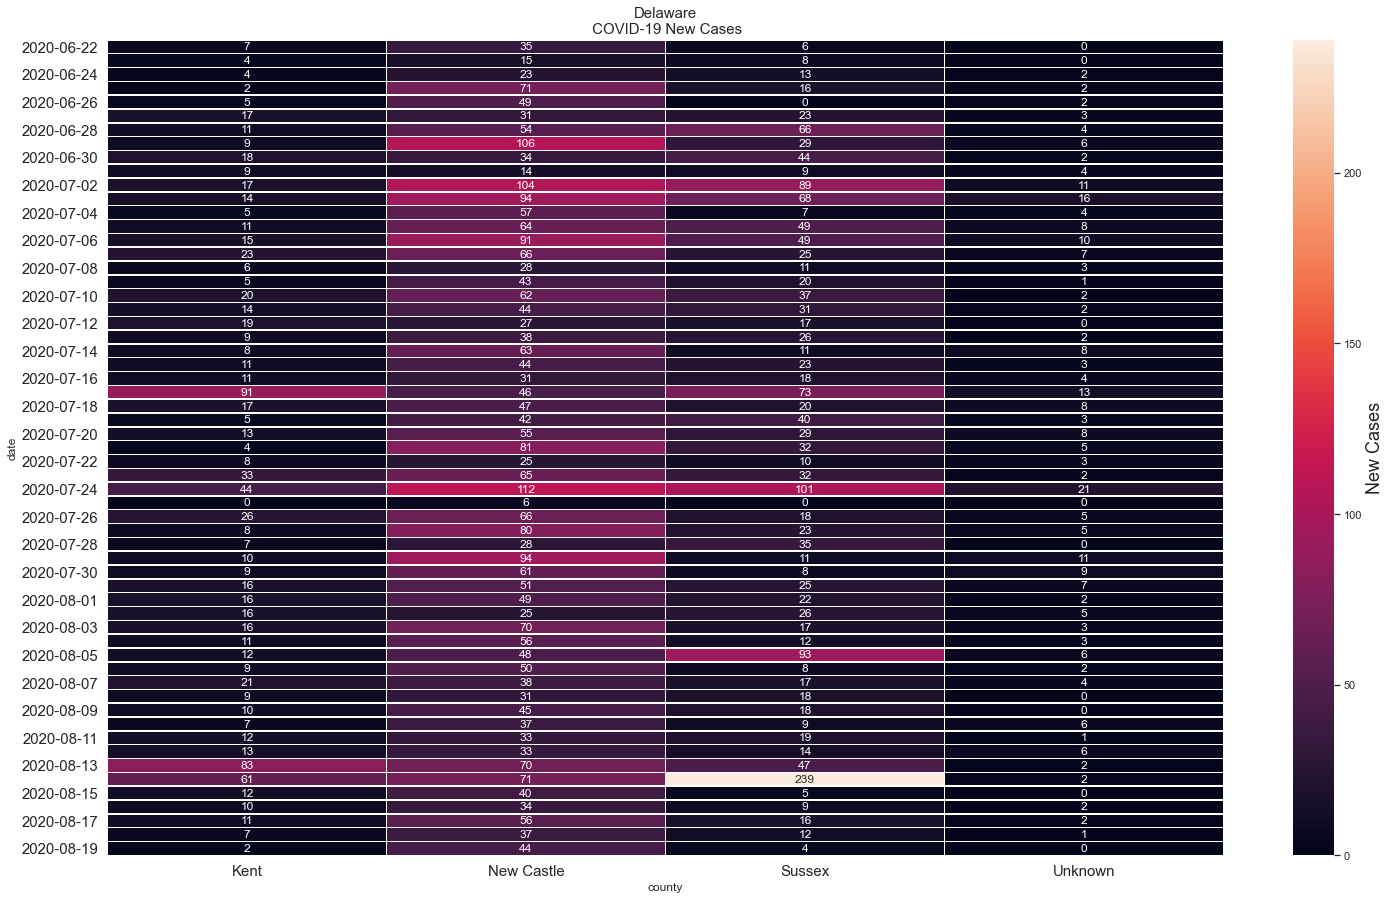 Delaware
COVID-19 New Cases
2020-06-22 7 35 6 0
4 15 8 0
2020-06-24 4 23 13 2
2 71 16 2
2020-06-26 5 49 0 2
17 31 23 3
2020-06-28 11 54 66 4
9 106 29 6
2020-06-30 18 34 44 2
9 14 9 4
2020-07-02 17 104 89 11
14 94 68 16
2020-07-04 5 57 7 4
11 64 49 8
2020-07-06 15 91 49 10
23 66 25 7
2020-07-08 6 28 11 3
5 43 20 1
2020-07-10 20 62 37 2
14 44 31 2
2020-07-12 19 27 17 0
9 38 26 2
2020-07-14 8 63 11 8
11 44 23 3
2020-07-16 11 31 18 4
91 46 73 13
2020-07-18 17 47 20 8
5 42 40 3
2020-07-20 13 55 29 8
4 81 32 5
2020-07-22 8 25 10 3
33 65 32 2
2020-07-24 44 112 101 21
0 6 0 0
2020-07-26 26 66 18 5
8 80 23 5
2020-07-28 7 28 35 0
10 94 11 11
2020-07-30 9 61 8 9
16 51 25 7
2020-08-01 16 49 22 2
16 25 26 5
2020-08-03 16 70 17 3
11 56 12 3
2020-08-05 12 48 93 6
9 50 8 2
2020-08-07 21 38 17 4
9 31 18 0
2020-08-09 10 45 18 0
7 37 9 6
2020-08-11 12 33 19 1
13 33 14 6
2020-08-13 83 70 47 2
61 71 239 2
2020-08-15 12 40 5 0
10 34 9 2
2020-08-17 11 56 16 2
7 37 12 1
2020-08-19 2 44 4 0
Kent New Castle Sussex Unknown
county
date
200
150
100
50
0
New Cases